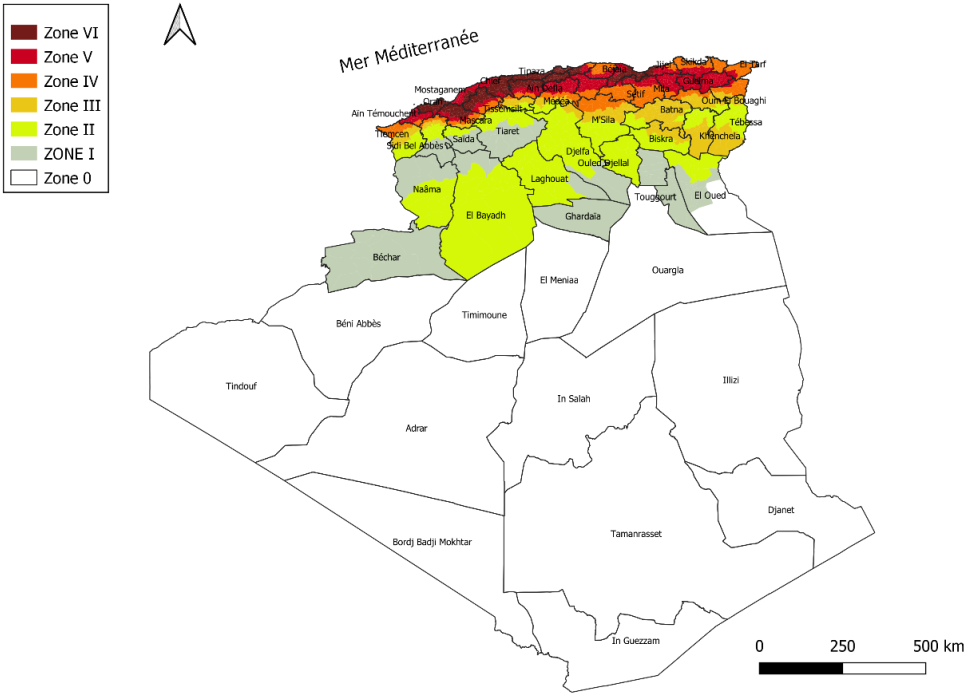 Zone VI
Zone V
Zone IV
Zone III
Zone II
ZONE I
Zone 0
Mer Méditerranée
Tipaza
Béjaia
Jijel
Skikda
El Tarf
Chlef
Aïn Defla
Guelma
Mostaganem
Sétif
Mila
Oran
Médéa
Oum El Bouaghi
Aïn Témouchent
Tissemsilt
Batna
Mascara
M'Sila
Tébessa
Tlemcen
Tiaret
Khenchela
Saïda
Biskra
Sidi Bel Abbès
Djelfa
Ouled Djellal
Laghouat
Naâma
Touggourt
El Oued
El Bayadh
Ghardaïa
Béchar
Ouargla
El Meniaa
Timimoune
Béni Abbès
Illizi
Tindouf
In Salah
Adrar
Djanet
Tamanrasset
Bordj Badji Mokhtar
In Guezzam
0 250 500 km